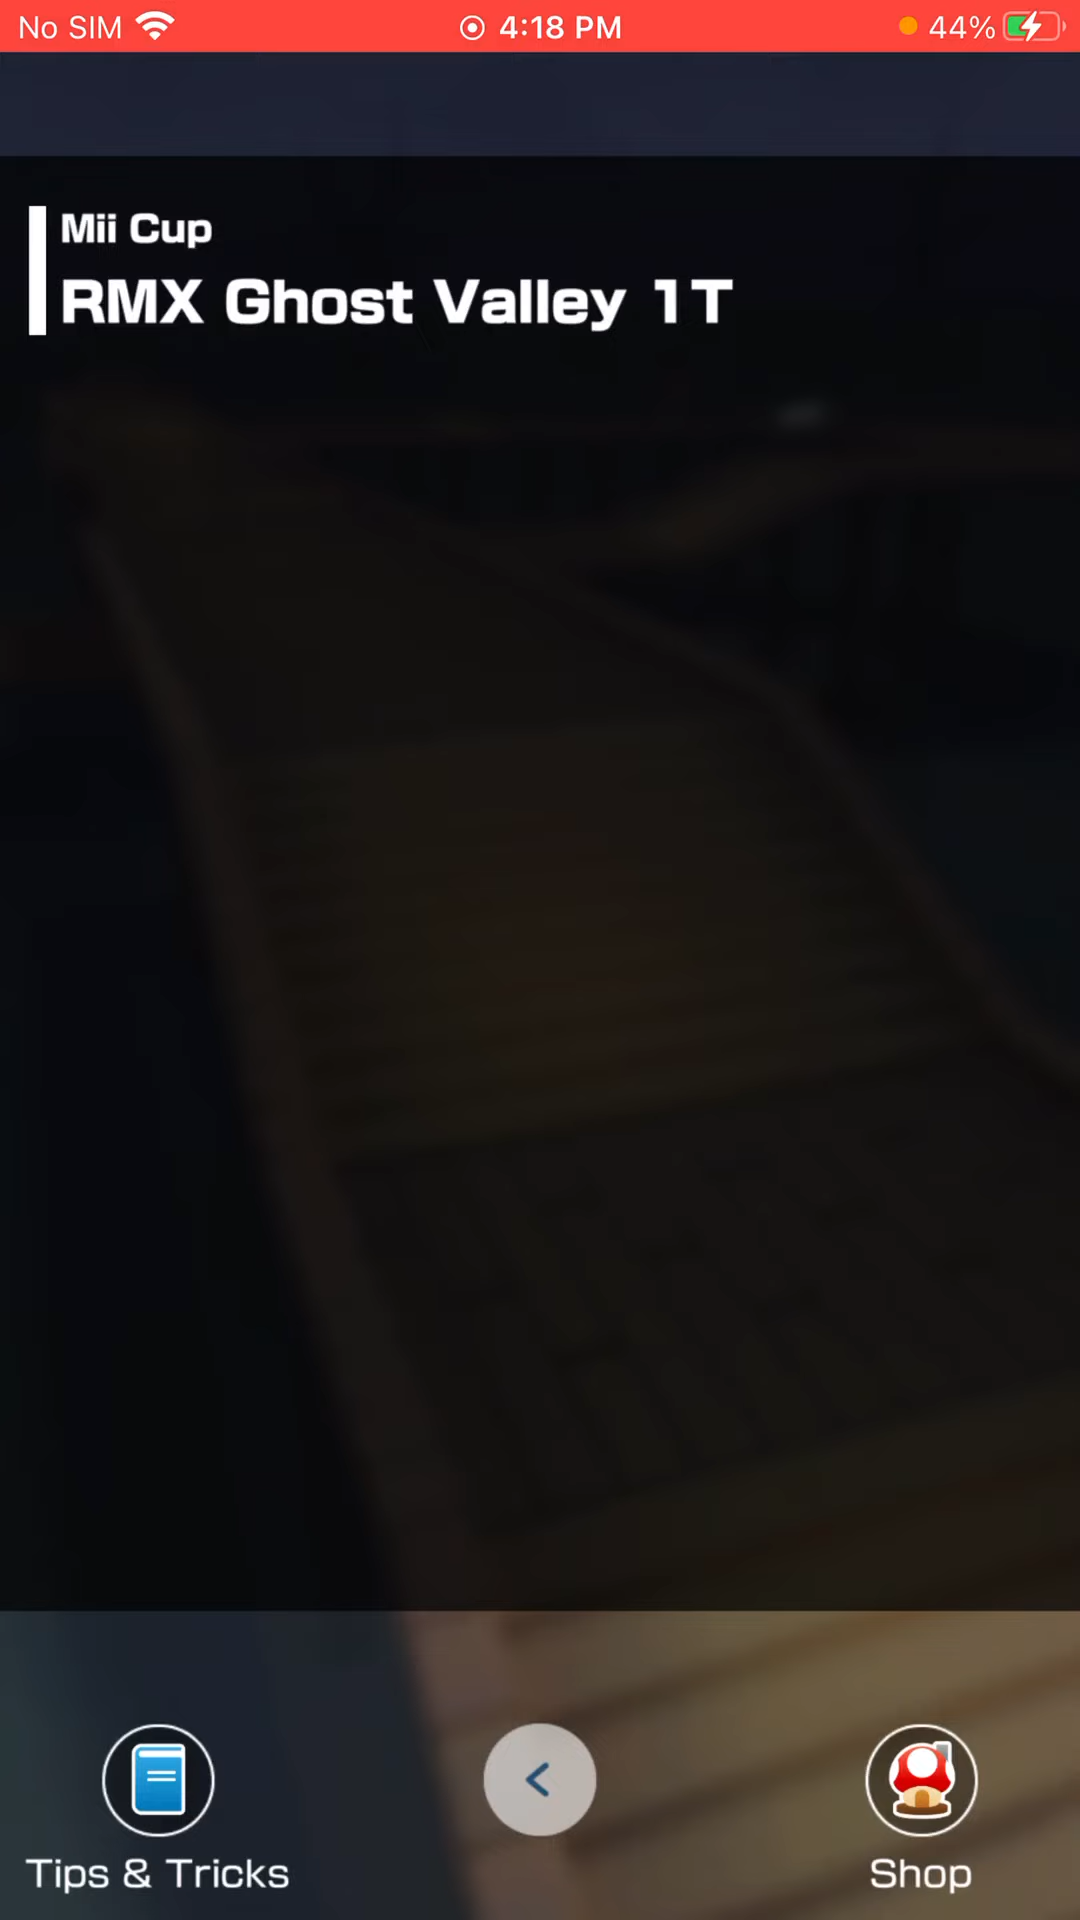 No SIM 4:18 PM 44%
Mii Cup
RMX Ghost Valley 1T
Tips & Tricks
Shop